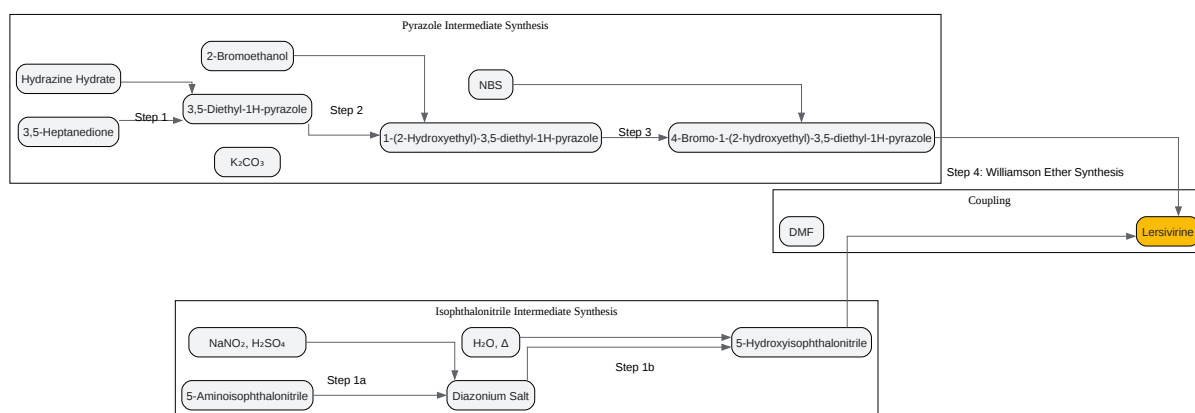 Pyrazole Intermediate Synthesis
2-Bromoethanol
Hydrazine Hydrate
NBS
3,5-Diethyl-1H-pyrazole
Step 1
Step 2
3,5-Heptanedione
1-(2-Hydroxyethyl)-3,5-diethyl-1H-pyrazole
Step 3
4-Bromo-1-(2-hydroxyethyl)-3,5-diethyl-1H-pyrazole
K₂CO₃
Step 4: Williamson Ether Synthesis
Coupling
DMF
Lersivirine
Isophthalonitrile Intermediate Synthesis
NaNO₂, H₂SO₄
H₂O, Δ
5-Hydroxyisophthalonitrile
Step 1a
Step 1b
5-Aminoisophthalonitrile
Diazonium Salt